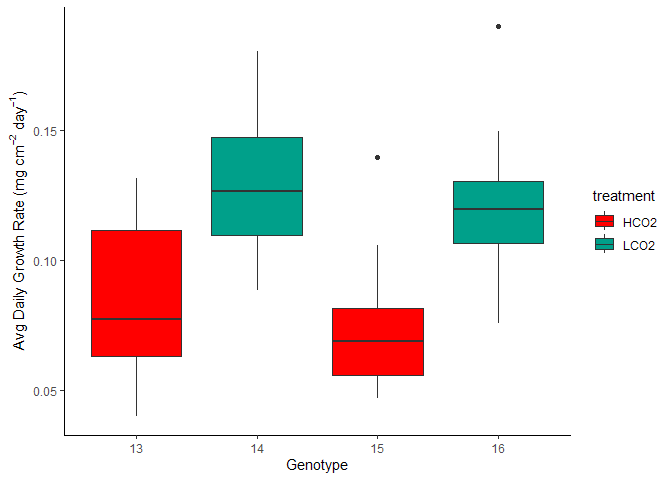 Avg Daily Growth Rate (mg cm⁻² day⁻¹)
0.15
0.10
0.05
13 14 15 16
Genotype
treatment
HCO2
LCO2